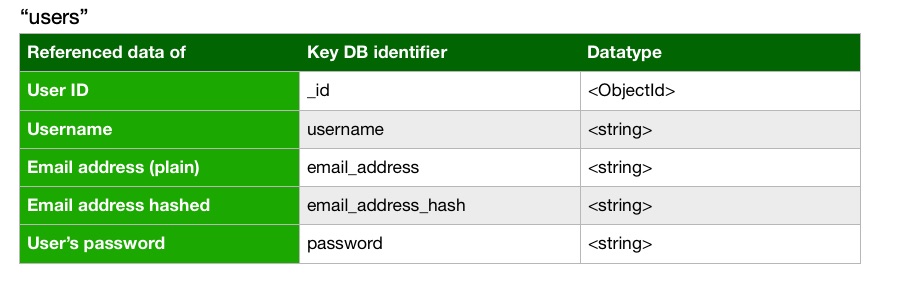 “users”
Referenced data of Key DB identifier Datatype
User ID _id <ObjectId>
Username username <string>
Email address (plain) email_address <string>
Email address hashed email_address_hash <string>
User’s password password <string>